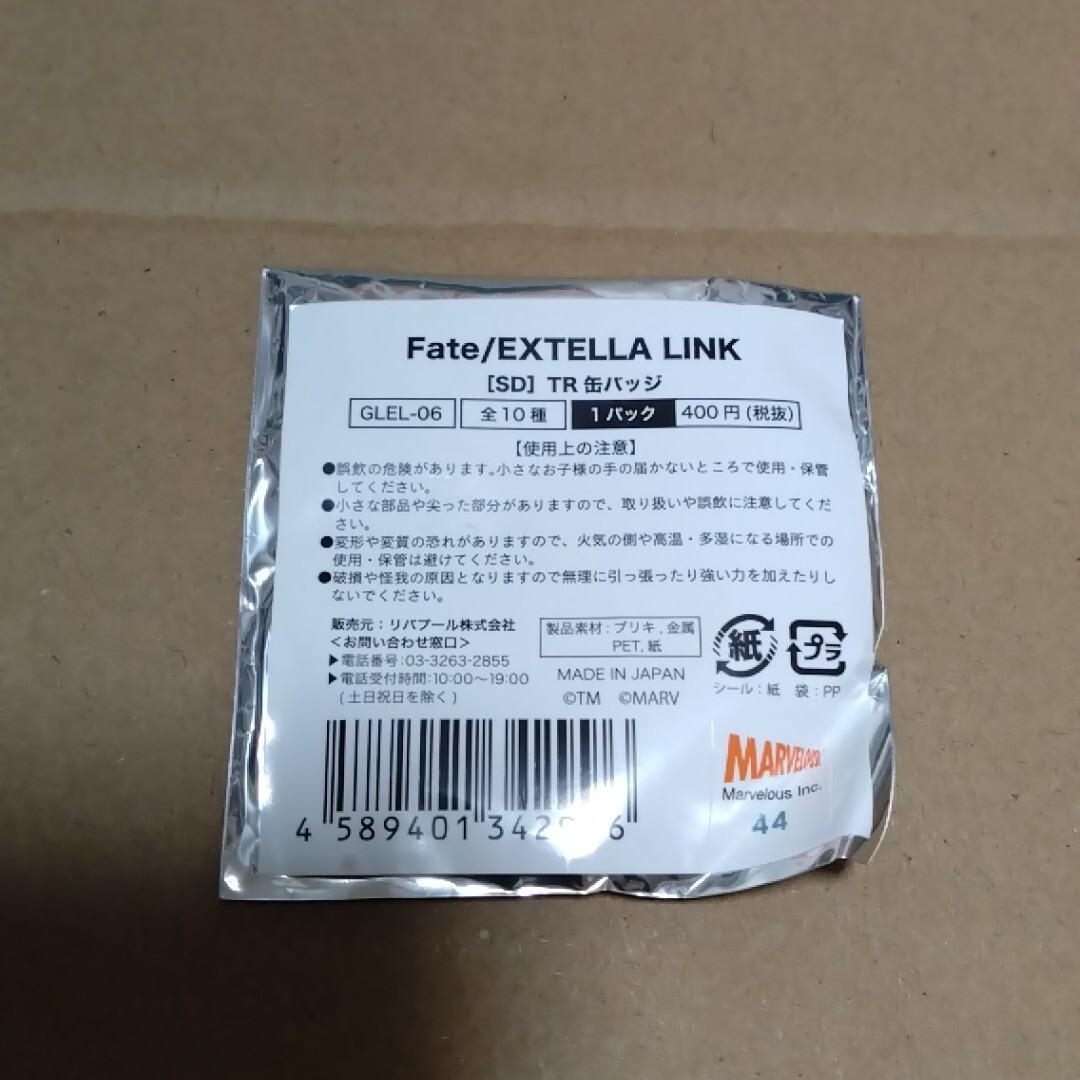 Fate/EXTELLA LINK
［SD］TR 缶バッジ
GLEL-06 全10種 1パック 400円(税抜)
【使用上の注意】
●誤飲の危険があります。小さなお子様の手の届かないところで使用・保管
してください。
●小さな部品や尖った部分がありますので、取り扱いや誤飲に注意してくだ
さい。
●変形や変質の恐れがありますので、火気の側や高温・多湿になる場所での
使用・保管は避けてください。
●破損や怪我の原因となりますので無理に引っ張ったり強い力を加えたりし
ないでください。
販売元：リバプール株式会社
＜お問い合わせ窓口＞
▶電話番号：03-3263-2855
▶電話受付時間：10:00〜19:00
(土日祝日を除く)
製品素材：ブリキ，金属
PET，紙
MADE IN JAPAN
©TM ©MARV
紙 プラ
シール：紙 袋：PP
MARVELOUS!
Marvelous Inc.
44
4 589401